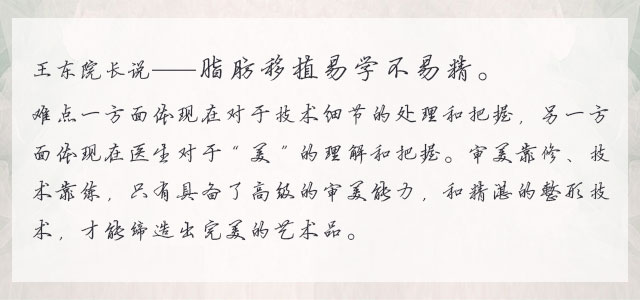 王东院长说——脂肪移植易学不易精。
难点一方面体现在对于技术细节的处理和把握，另一方
面体现在医生对于“美”的理解和把握。审美靠修、技
术靠练，只有具备了高级的审美能力，和精湛的整形技
术，才能缔造出完美的艺术品。